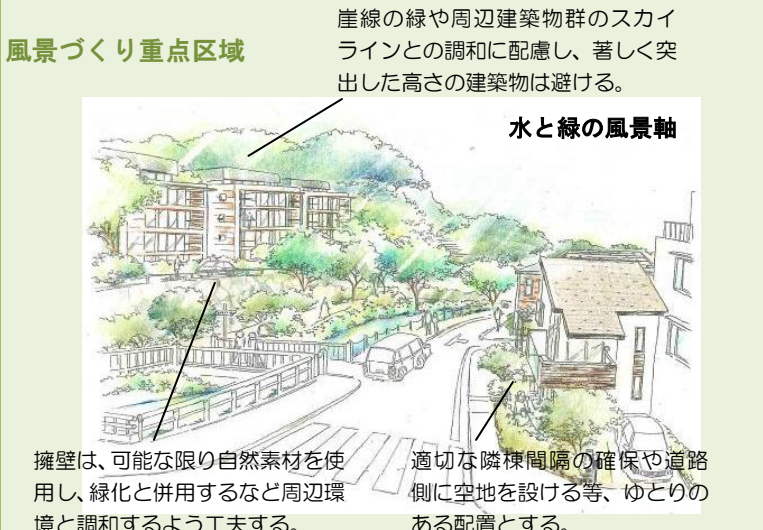 風景づくり重点区域
崖線の緑や周辺建築物群のスカイ
ラインとの調和に配慮し、著しく突
出した高さの建築物は避ける。
水と緑の風景軸
擁壁は、可能な限り自然素材を使
用し、緑化と併用するなど周辺環
境と調和するよう工夫する。
適切な隣棟間隔の確保や道路
側に空地を設ける等、ゆとりの
ある配置とする。